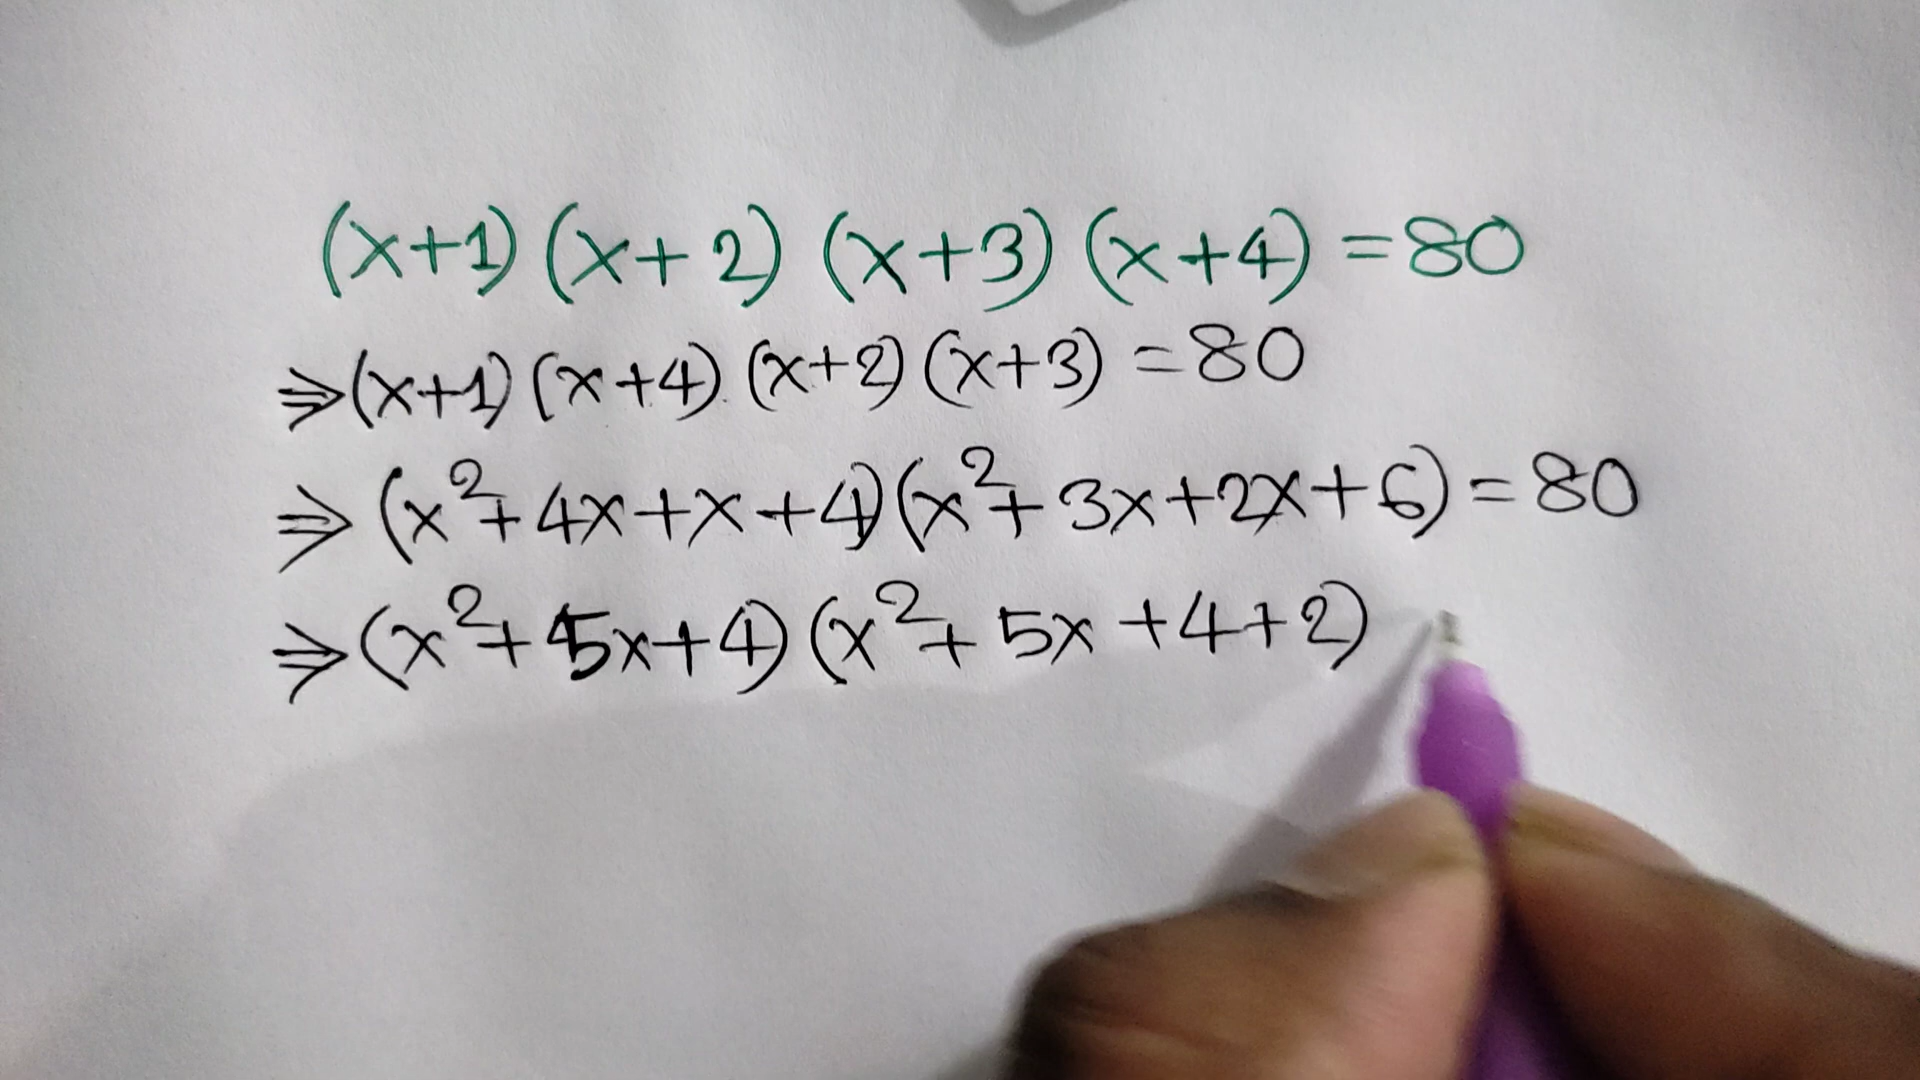 (x+1)(x+2)(x+3)(x+4)=80
⇒(x+1)(x+4)(x+2)(x+3)=80
⇒(x²+4x+x+4)(x²+3x+2x+6)=80
⇒(x²+5x+4)(x²+5x+4+2)